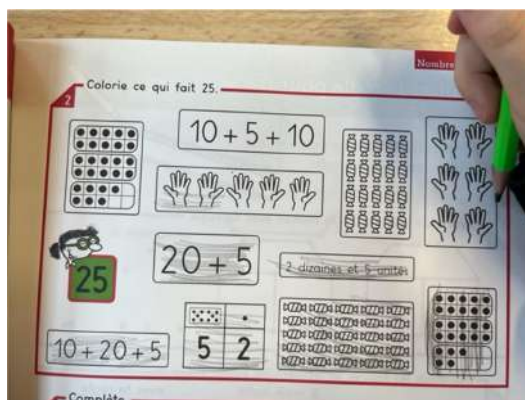 Nombre
2
Colorie ce qui fait 25.
10 + 5 + 10
25
20 + 5
2 dizaines et 5 unités
10 + 20 + 5
5 2
Complète